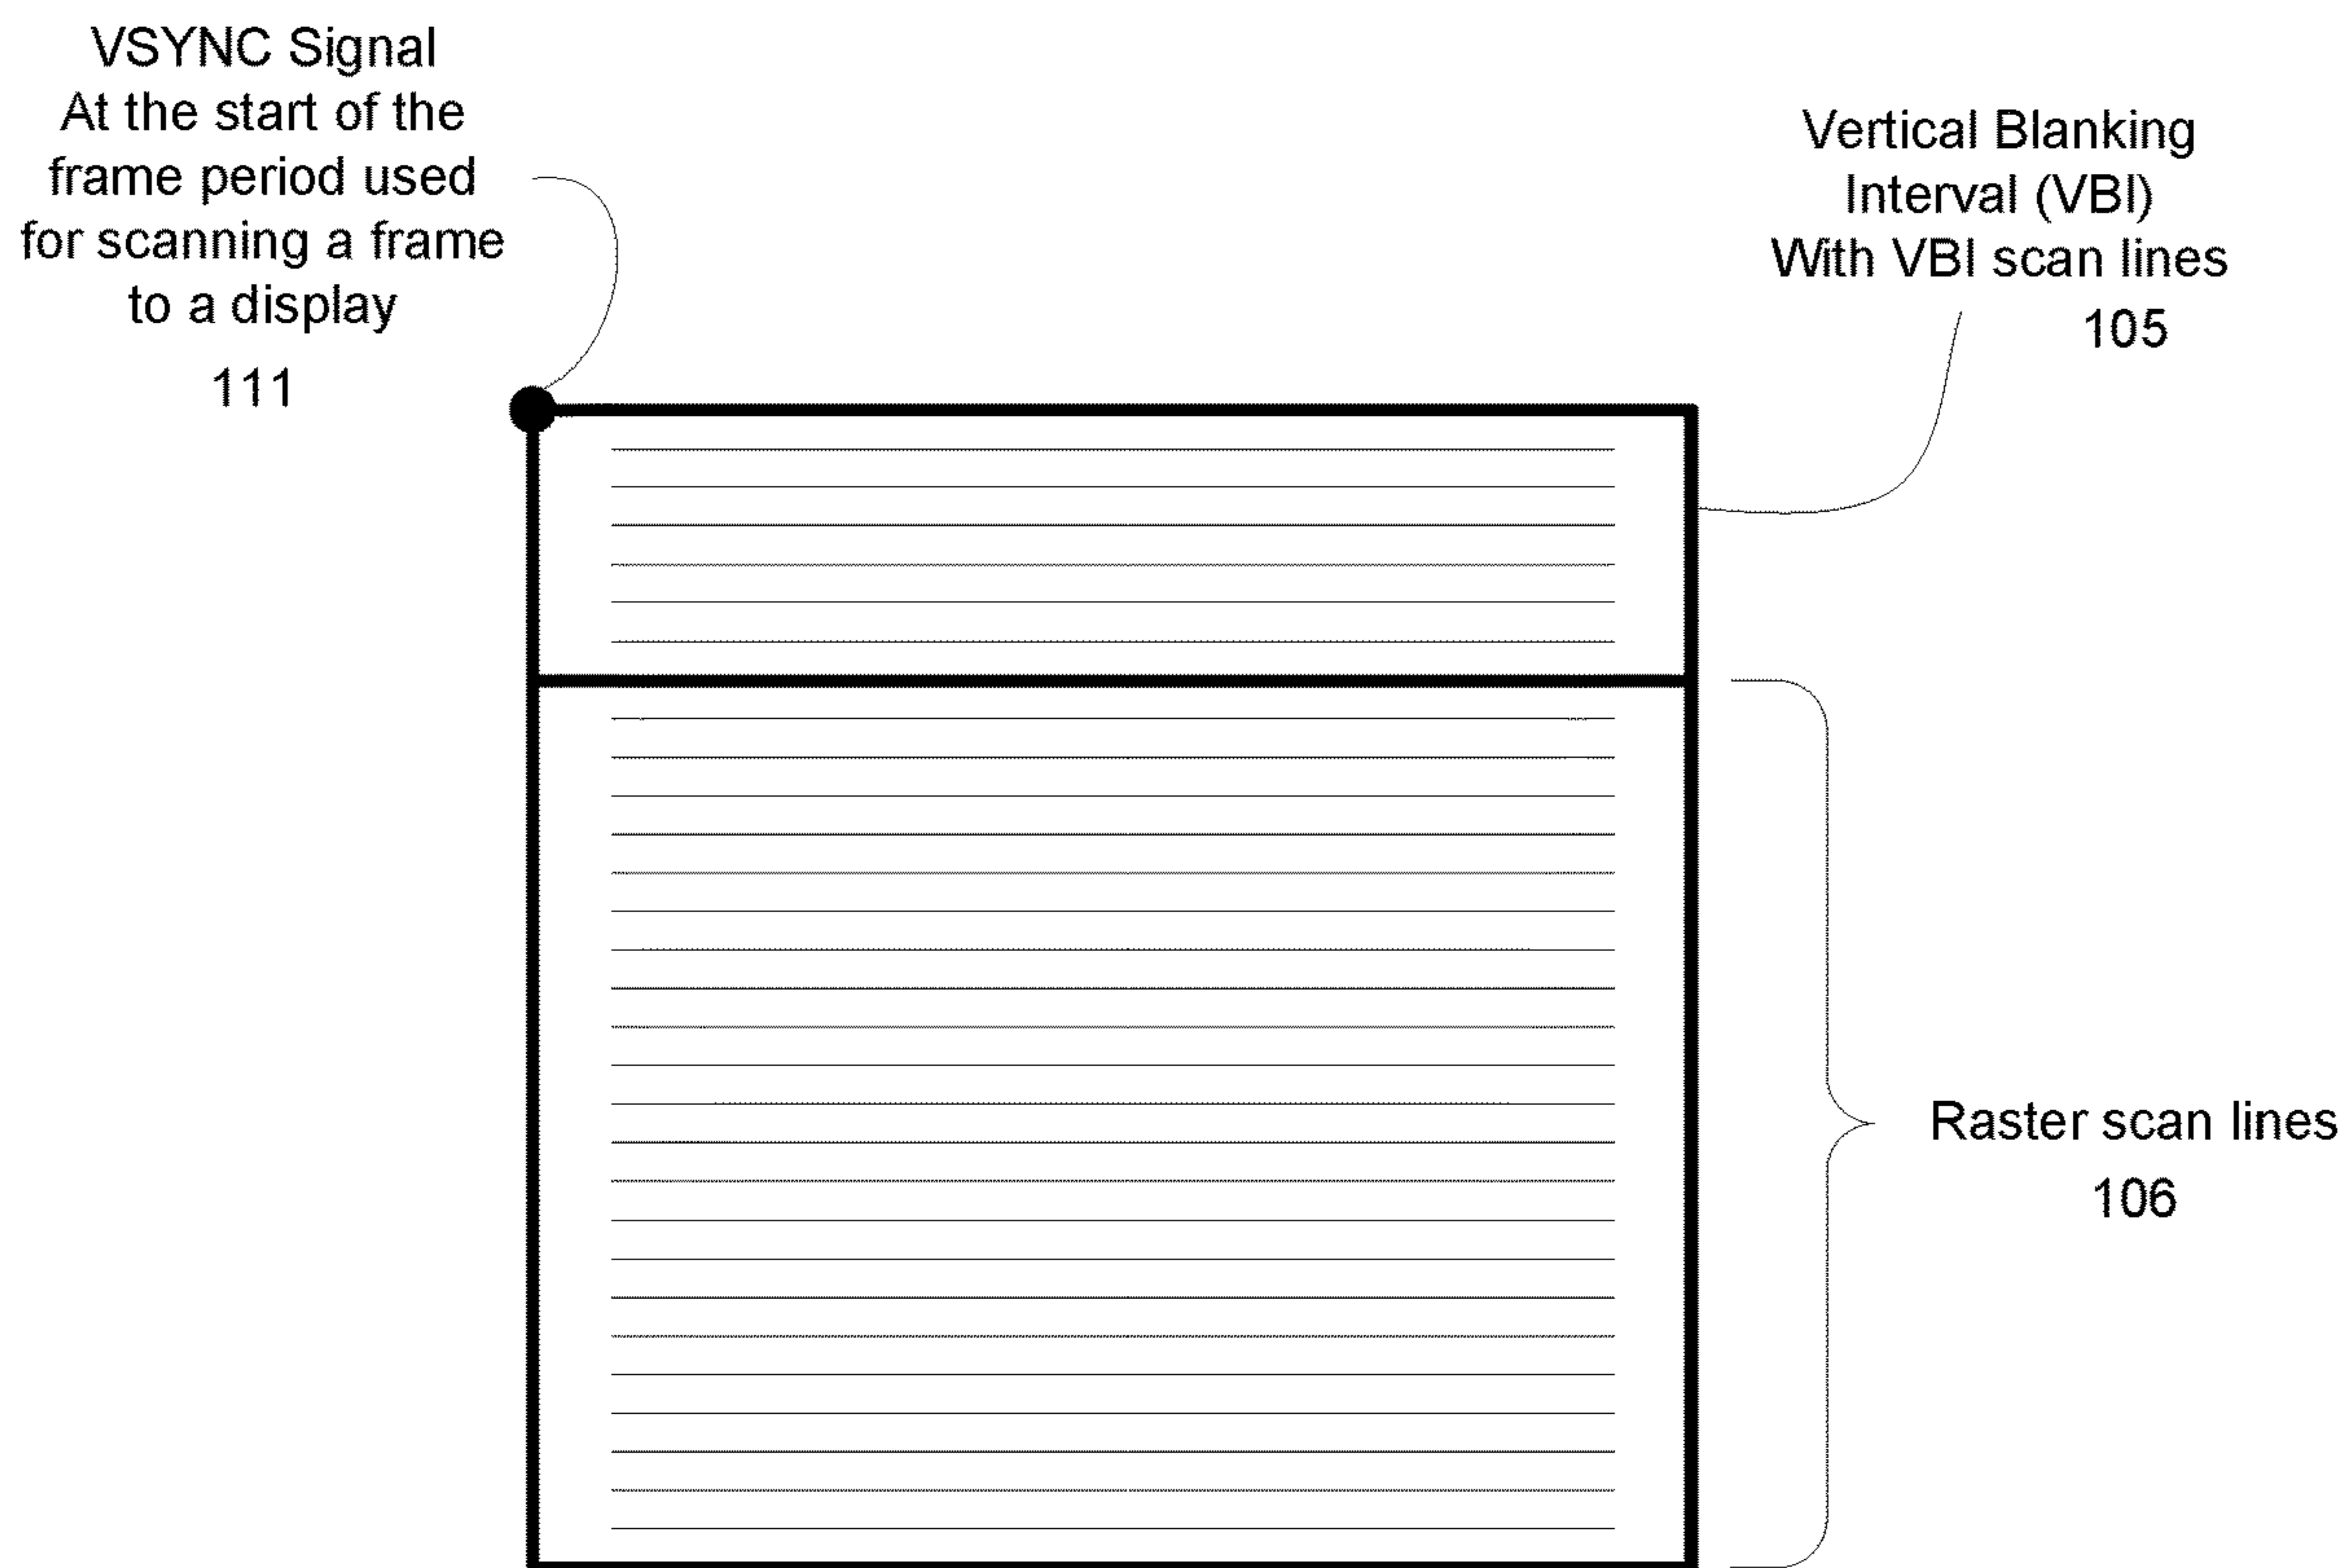 VSYNC Signal
At the start of the
frame period used
for scanning a frame
to a display
111
Vertical Blanking
Interval (VBI)
With VBI scan lines
105
Raster scan lines
106